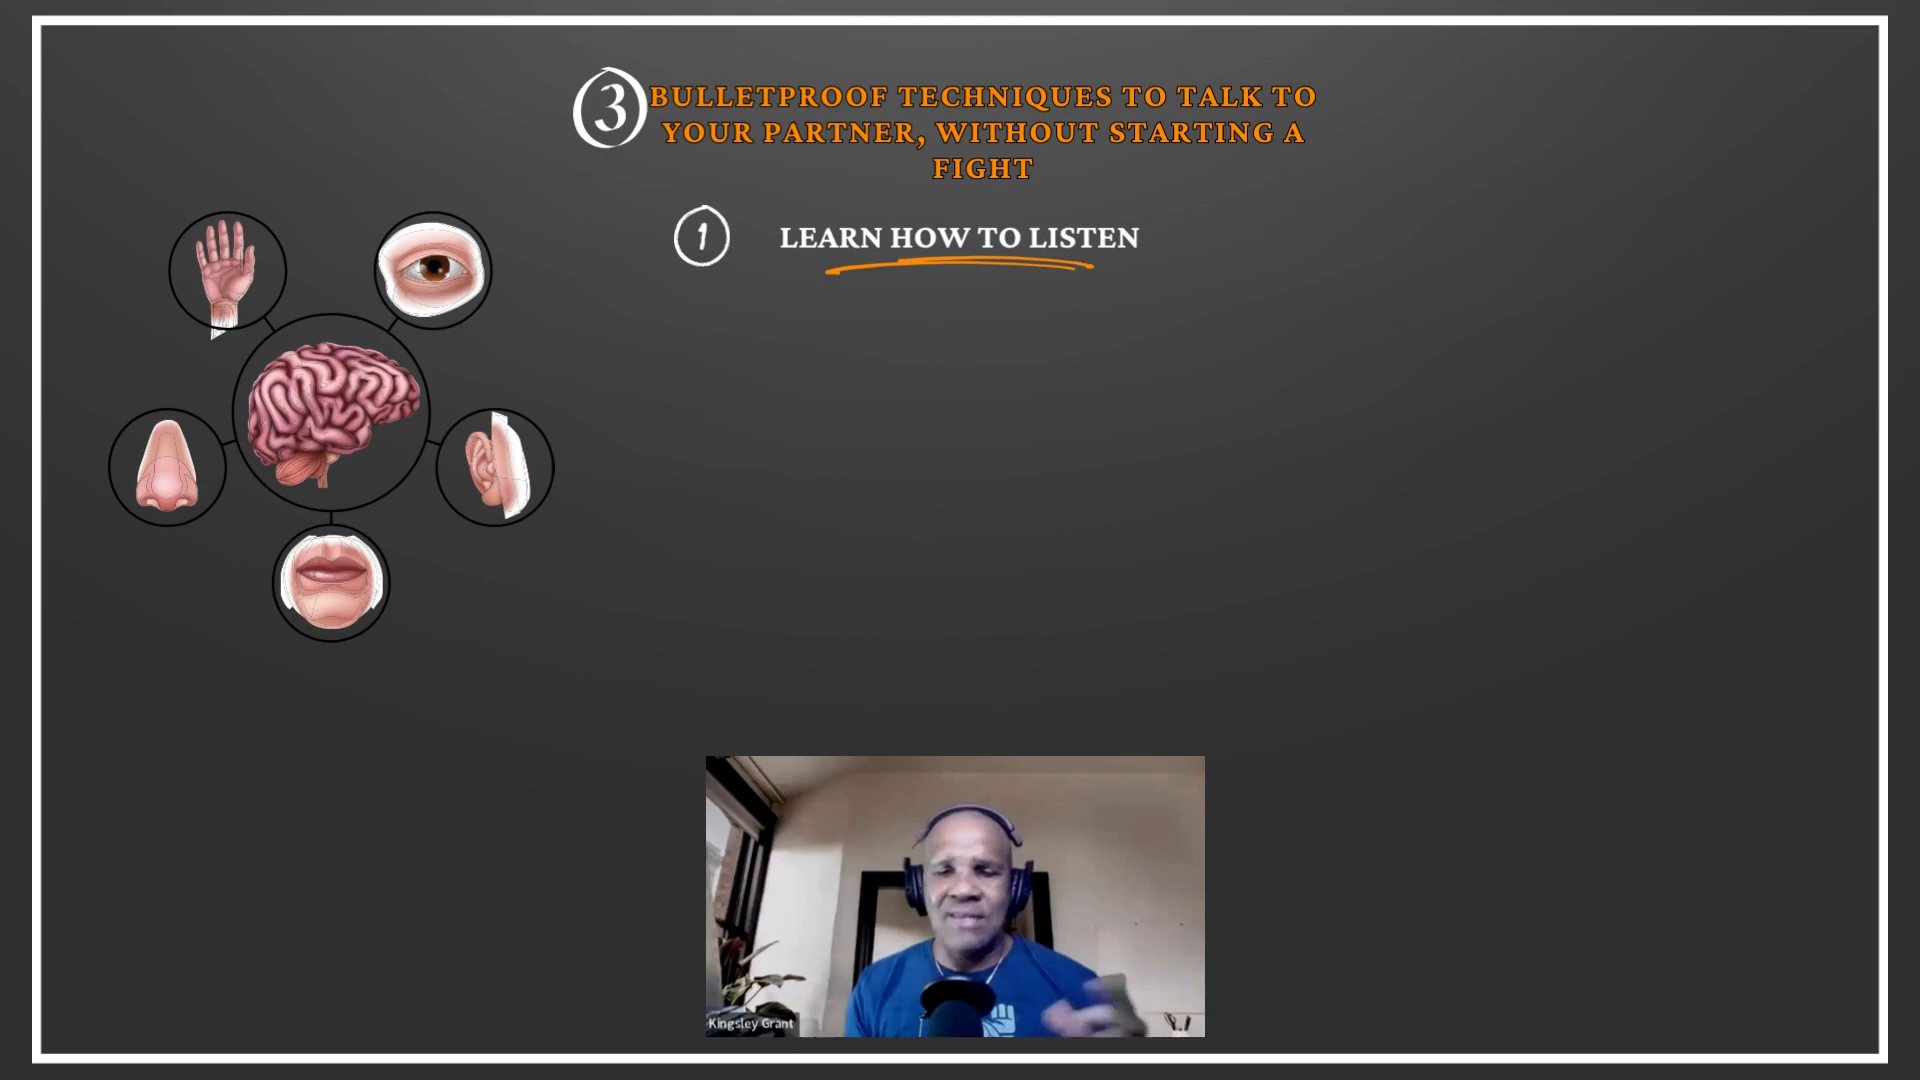 3 BULLETPROOF TECHNIQUES TO TALK TO
YOUR PARTNER, WITHOUT STARTING A
FIGHT
1 LEARN HOW TO LISTEN
Kingsley Grant